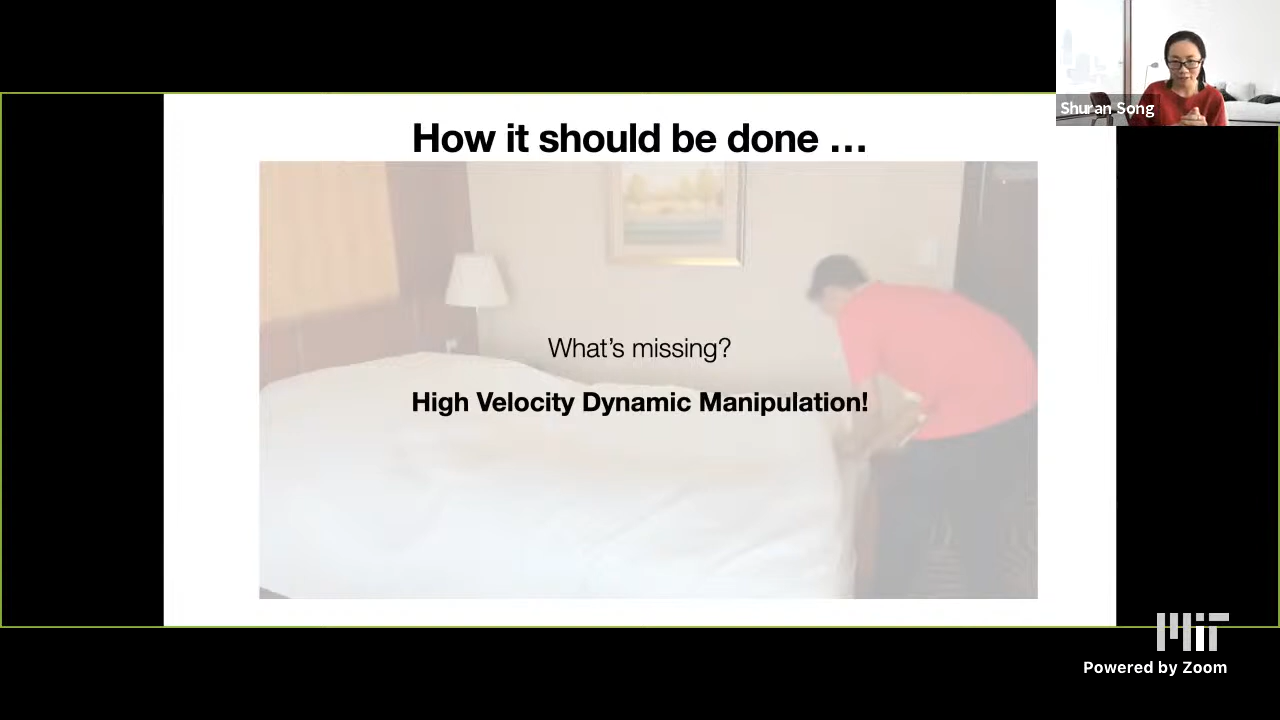 Shuran Song
How it should be done …
What's missing?
High Velocity Dynamic Manipulation!
MIT
Powered by Zoom